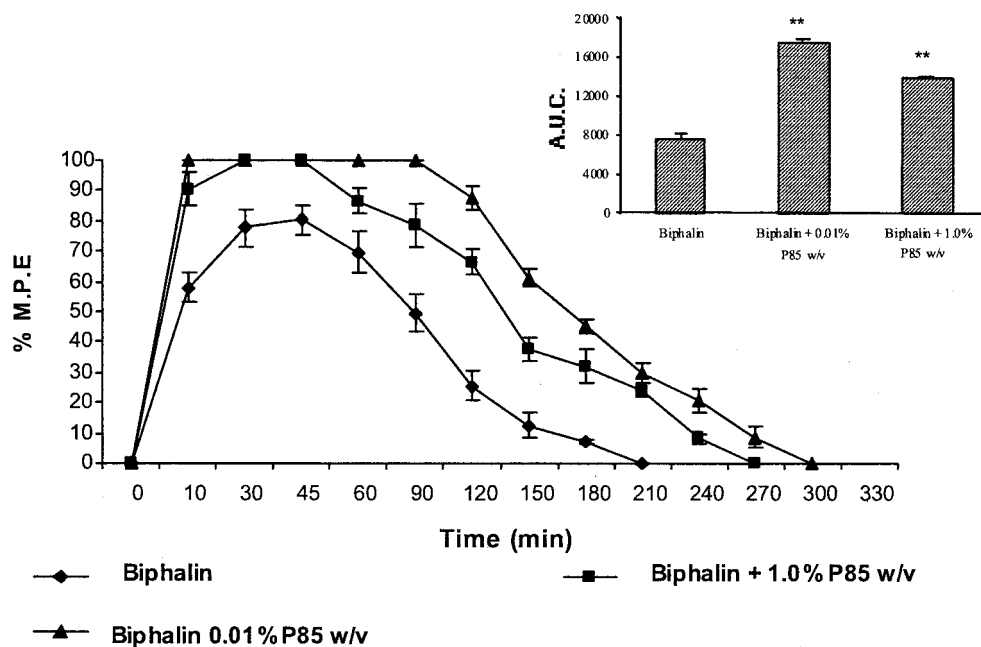 20000
16000
12000
8000
4000
0
A.U.C.
**
**
Biphalin
Biphalin + 0.01%
P85 w/v
Biphalin + 1.0%
P85 w/v
100
90
80
70
60
50
40
30
20
10
0
% M.P.E
0 10 30 45 60 90 120 150 180 210 240 270 300 330
Time (min)
Biphalin
Biphalin + 1.0% P85 w/v
Biphalin 0.01% P85 w/v